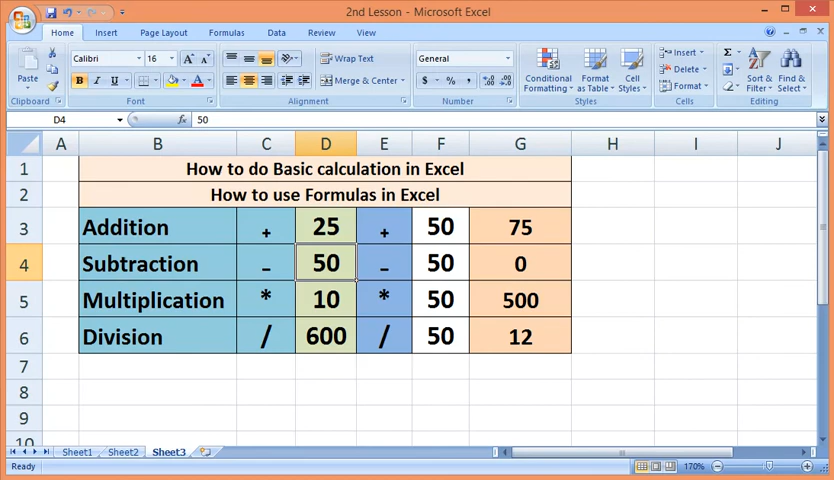 2nd Lesson - Microsoft Excel
Home Insert Page Layout Formulas Data Review View
Paste
Clipboard
Calibri 16
B I U
A A
Font
Wrap Text
Merge & Center
Alignment
General
$ % ,
Number
Conditional Formatting
Format as Table
Cell Styles
Styles
Insert
Delete
Format
Cells
Σ
Sort & Filter
Find & Select
Editing
D4 fx 50
A B C D E F G H I J
1 How to do Basic calculation in Excel
2 How to use Formulas in Excel
3 Addition + 25 + 50 75
4 Subtraction - 50 - 50 0
5 Multiplication * 10 * 50 500
6 Division / 600 / 50 12
7
8
9
10
Sheet1 Sheet2 Sheet3
Ready 170%